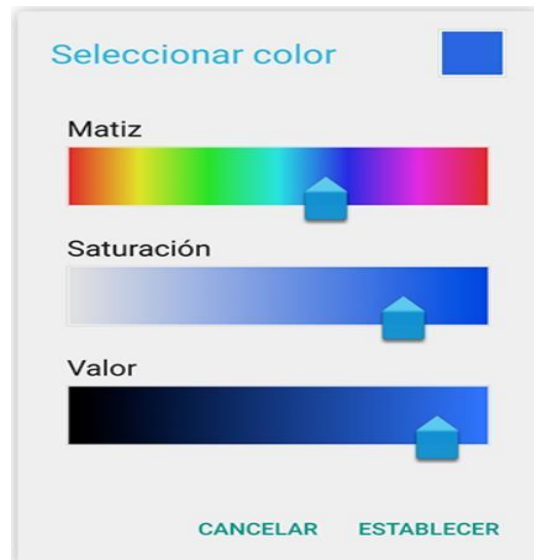 Seleccionar color
Matiz
Saturación
Valor
CANCELAR ESTABLECER